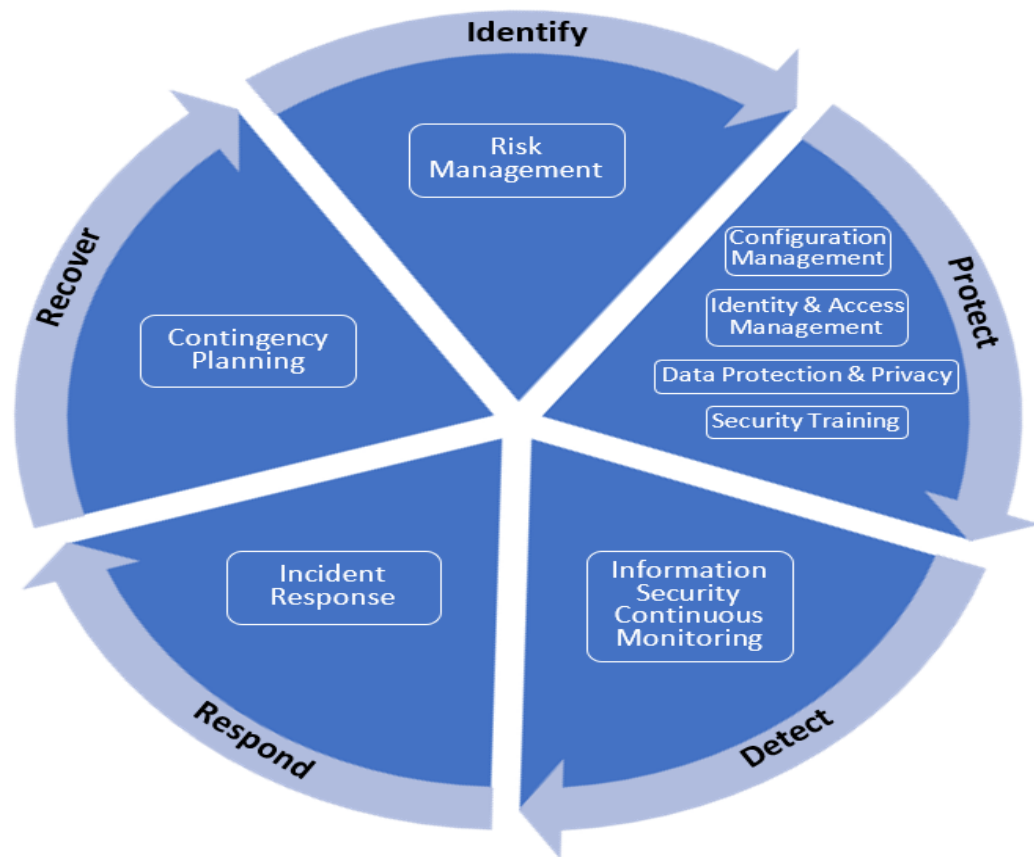 Identify
Risk
Management
Protect
Configuration
Management
Identity & Access
Management
Data Protection & Privacy
Security Training
Detect
Information
Security
Continuous
Monitoring
Respond
Incident
Response
Recover
Contingency
Planning